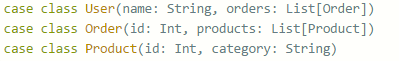 case class User(name: String, orders: List[Order])
case class Order(id: Int, products: List[Product])
case class Product(id: Int, category: String)